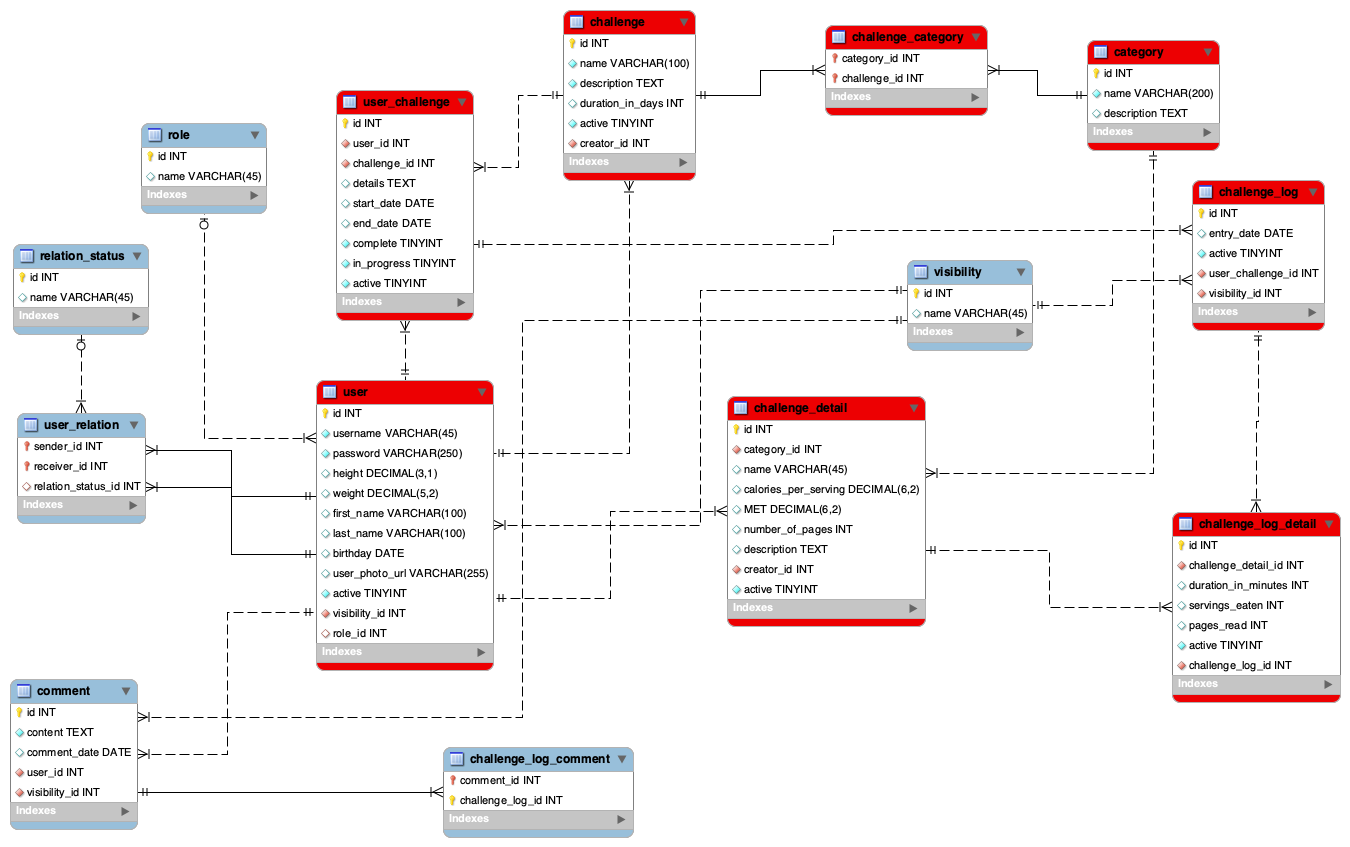 challenge
id INT
name VARCHAR(100)
description TEXT
duration_in_days INT
active TINYINT
creator_id INT
Indexes
challenge_category
category_id INT
challenge_id INT
Indexes
category
id INT
name VARCHAR(200)
description TEXT
Indexes
user_challenge
id INT
user_id INT
challenge_id INT
details TEXT
start_date DATE
end_date DATE
complete TINYINT
in_progress TINYINT
active TINYINT
Indexes
role
id INT
name VARCHAR(45)
Indexes
challenge_log
id INT
entry_date DATE
active TINYINT
user_challenge_id INT
visibility_id INT
Indexes
relation_status
id INT
name VARCHAR(45)
Indexes
visibility
id INT
name VARCHAR(45)
Indexes
user_relation
sender_id INT
receiver_id INT
relation_status_id INT
Indexes
user
id INT
username VARCHAR(45)
password VARCHAR(250)
height DECIMAL(3,1)
weight DECIMAL(5,2)
first_name VARCHAR(100)
last_name VARCHAR(100)
birthday DATE
user_photo_url VARCHAR(255)
active TINYINT
visibility_id INT
role_id INT
Indexes
challenge_detail
id INT
category_id INT
name VARCHAR(45)
calories_per_serving DECIMAL(6,2)
MET DECIMAL(6,2)
number_of_pages INT
description TEXT
creator_id INT
active TINYINT
Indexes
challenge_log_detail
id INT
challenge_detail_id INT
duration_in_minutes INT
servings_eaten INT
pages_read INT
active TINYINT
challenge_log_id INT
Indexes
comment
id INT
content TEXT
comment_date DATE
user_id INT
visibility_id INT
Indexes
challenge_log_comment
comment_id INT
challenge_log_id INT
Indexes